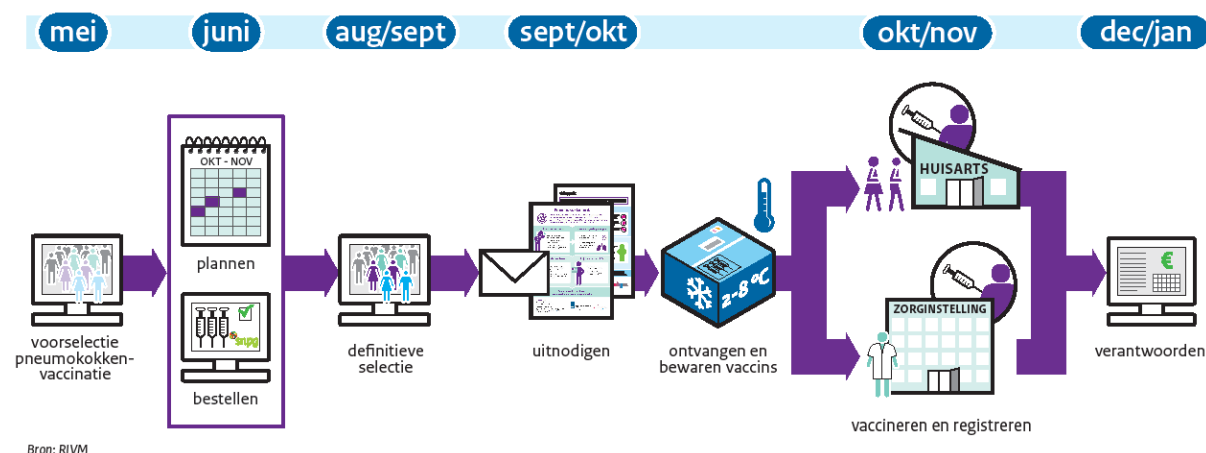 mei
juni
aug/sept
sept/okt
okt/nov
dec/jan
OKT - NOV
plannen
snpg
bestellen
voorselectie
pneumokokken-
vaccinatie
definitieve
selectie
uitnodigen
2-8 °C
ontvangen en
bewaren vaccins
HUISARTS
ZORGINSTELLING
vaccineren en registreren
€
verantwoorden
Bron: RIVM